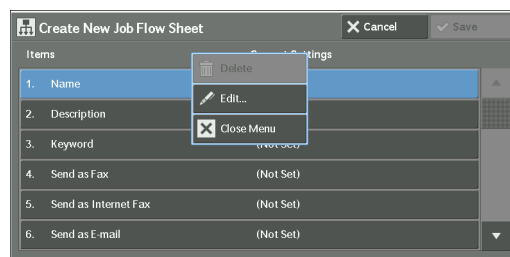 Create New Job Flow Sheet
Cancel
Save
Items
Settings
Delete
Edit...
Close Menu
1. Name
2. Description
3. Keyword (Not Set)
4. Send as Fax (Not Set)
5. Send as Internet Fax (Not Set)
6. Send as E-mail (Not Set)